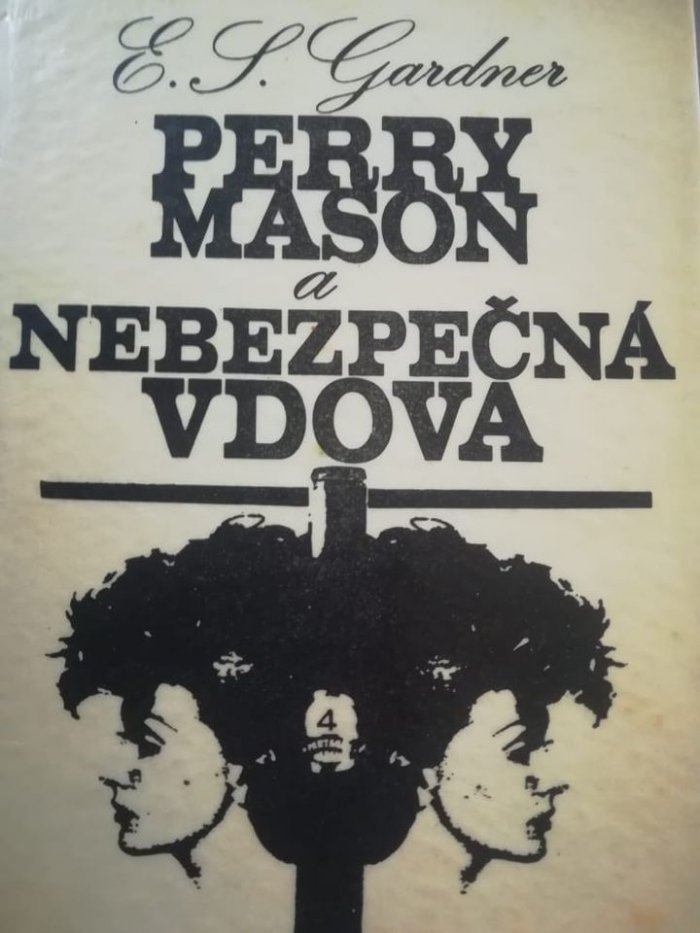 E. S. Gardner
PERRY
MASON
a
NEBEZPEČNÁ
VDOVA
4